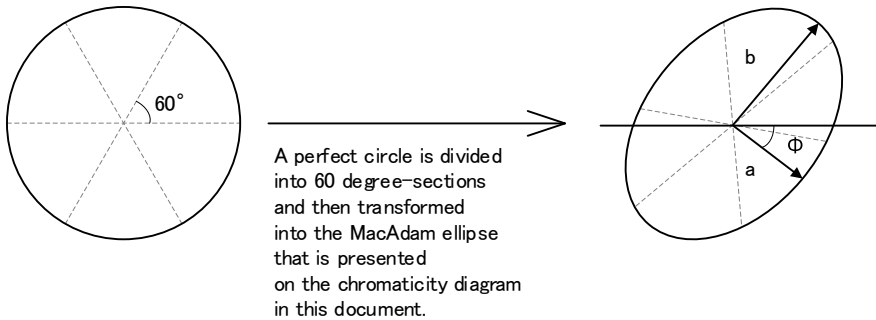 60°
A perfect circle is divided
into 60 degree-sections
and then transformed
into the MacAdam ellipse
that is presented
on the chromaticity diagram
in this document.
b
Φ
a